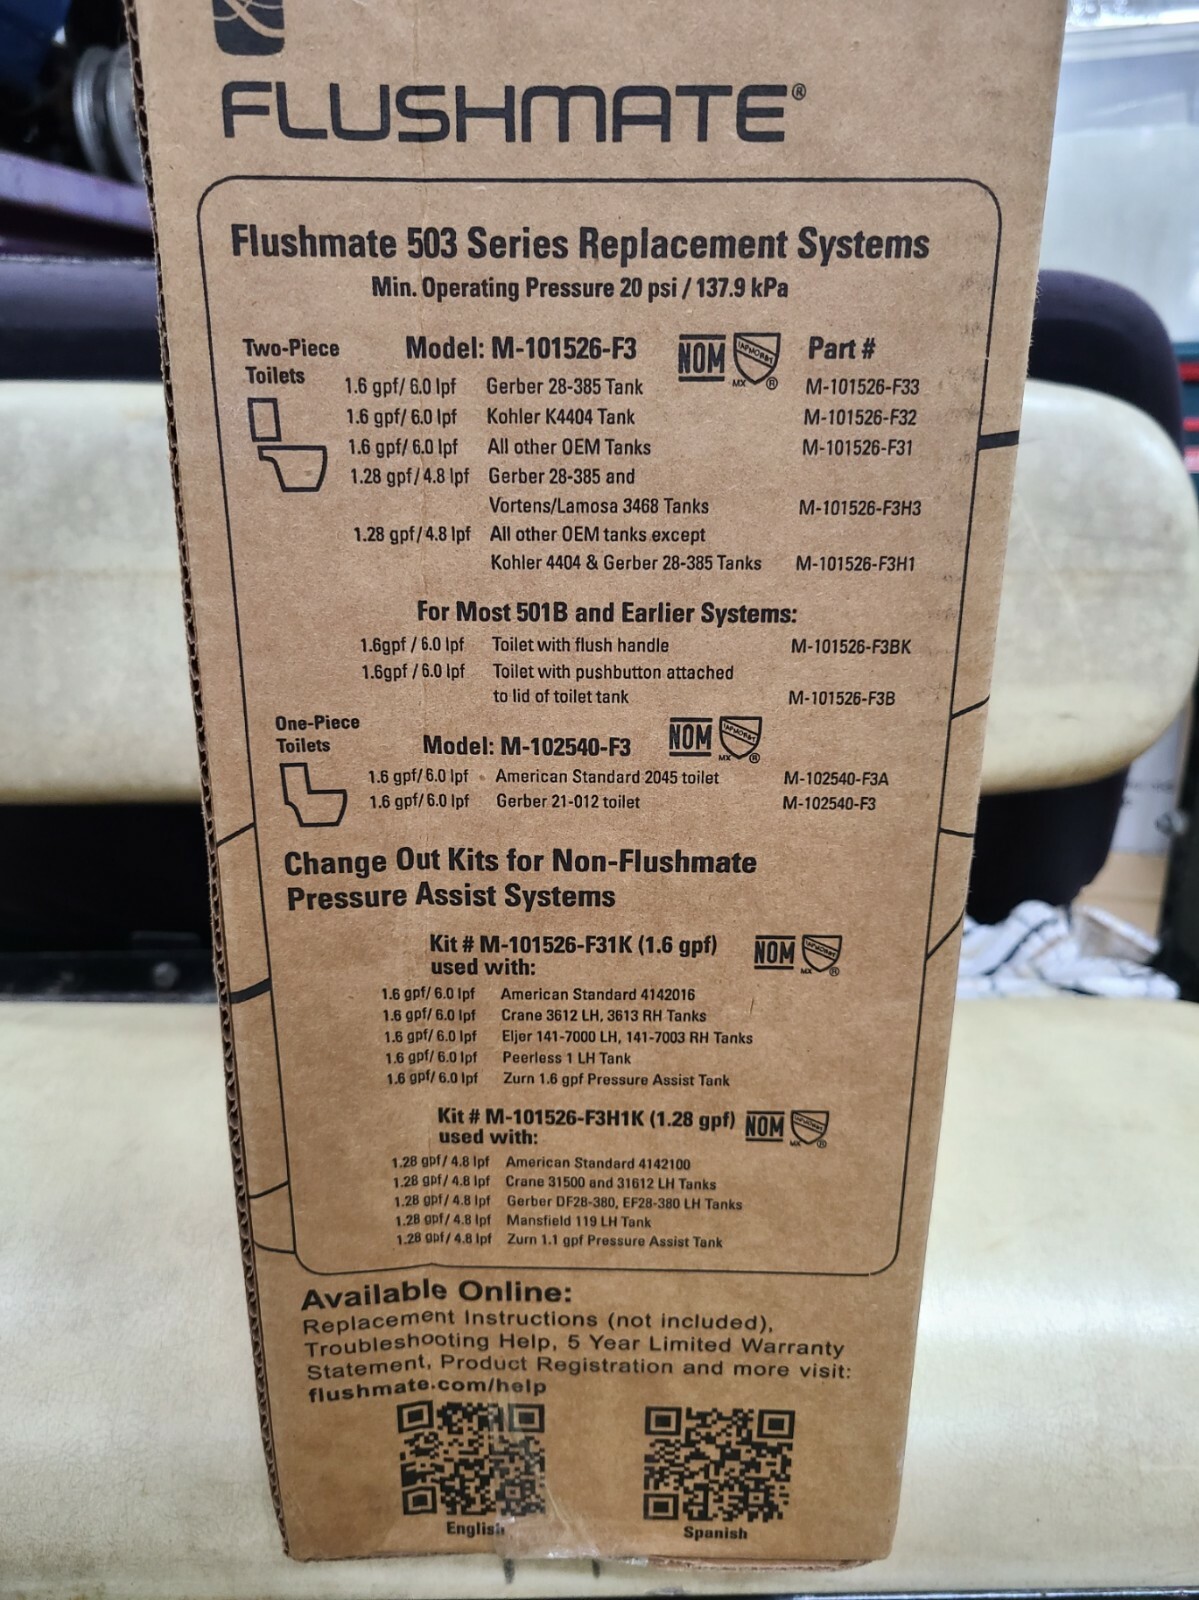 FLUSHMATE®
Flushmate 503 Series Replacement Systems
Min. Operating Pressure 20 psi / 137.9 kPa
Two-Piece Toilets
Model: M-101526-F3 NOM MX ® Part #
1.6 gpf/ 6.0 lpf Gerber 28-385 Tank M-101526-F33
1.6 gpf/ 6.0 lpf Kohler K4404 Tank M-101526-F32
1.6 gpf/ 6.0 lpf All other OEM Tanks M-101526-F31
1.28 gpf/ 4.8 lpf Gerber 28-385 and
Vortens/Lamosa 3468 Tanks M-101526-F3H3
1.28 gpf/ 4.8 lpf All other OEM tanks except
Kohler 4404 & Gerber 28-385 Tanks M-101526-F3H1
For Most 501B and Earlier Systems:
1.6gpf / 6.0 lpf Toilet with flush handle M-101526-F3BK
1.6gpf / 6.0 lpf Toilet with pushbutton attached
to lid of toilet tank M-101526-F3B
One-Piece
Toilets
Model: M-102540-F3 NOM MX ®
1.6 gpf/6.0 lpf American Standard 2045 toilet M-102540-F3A
1.6 gpf/6.0 lpf Gerber 21-012 toilet M-102540-F3
Change Out Kits for Non-Flushmate
Pressure Assist Systems
Kit # M-101526-F31K (1.6 gpf) NOM MX ®
used with:
1.6 gpf/ 6.0 lpf American Standard 4142016
1.6 gpf/ 6.0 lpf Crane 3612 LH, 3613 RH Tanks
1.6 gpf/ 6.0 lpf Eljer 141-7000 LH, 141-7003 RH Tanks
1.6 gpf/ 6.0 lpf Peerless 1 LH Tank
1.6 gpf/ 6.0 lpf Zurn 1.6 gpf Pressure Assist Tank
Kit # M-101526-F3H1K (1.28 gpf) NOM MX ®
used with:
1.28 gpf/ 4.8 lpf American Standard 4142100
1.28 gpf/ 4.8 lpf Crane 31500 and 31612 LH Tanks
1.28 gpf/ 4.8 lpf Gerber DF28-380, EF28-380 LH Tanks
1.28 gpf/ 4.8 lpf Mansfield 119 LH Tank
1.28 gpf/ 4.8 lpf Zurn 1.1 gpf Pressure Assist Tank
Available Online:
Replacement Instructions (not included),
Troubleshooting Help, 5 Year Limited Warranty
Statement, Product Registration and more visit:
flushmate.com/help
English Spanish